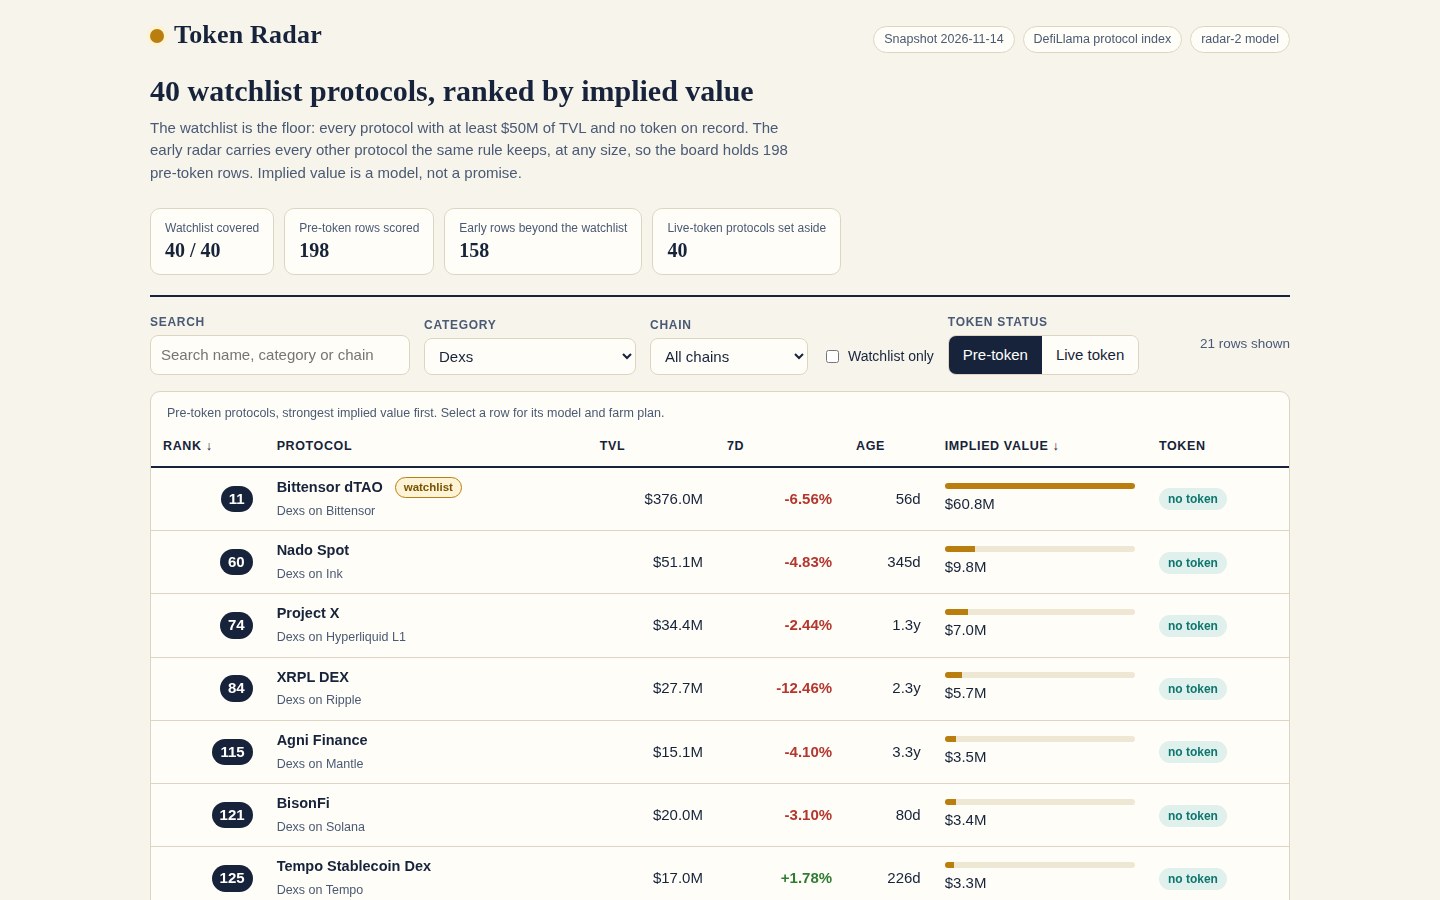 Token Radar
Snapshot 2026-11-14
DefiLlama protocol index
radar-2 model
40 watchlist protocols, ranked by implied value
The watchlist is the floor: every protocol with at least $50M of TVL and no token on record. The
early radar carries every other protocol the same rule keeps, at any size, so the board holds 198
pre-token rows. Implied value is a model, not a promise.
Watchlist covered
40 / 40
Pre-token rows scored
198
Early rows beyond the watchlist
158
Live-token protocols set aside
40
SEARCH
Search name, category or chain
CATEGORY
Dexs
CHAIN
All chains
Watchlist only
TOKEN STATUS
Pre-token Live token
21 rows shown
Pre-token protocols, strongest implied value first. Select a row for its model and farm plan.
RANK ↓ PROTOCOL TVL 7D AGE IMPLIED VALUE ↓ TOKEN
11 Bittensor dTAO watchlist $376.0M -6.56% 56d $60.8M no token
Dexs on Bittensor
60 Nado Spot $51.1M -4.83% 345d $9.8M no token
Dexs on Ink
74 Project X $34.4M -2.44% 1.3y $7.0M no token
Dexs on Hyperliquid L1
84 XRPL DEX $27.7M -12.46% 2.3y $5.7M no token
Dexs on Ripple
115 Agni Finance $15.1M -4.10% 3.3y $3.5M no token
Dexs on Mantle
121 BisonFi $20.0M -3.10% 80d $3.4M no token
Dexs on Solana
125 Tempo Stablecoin Dex $17.0M +1.78% 226d $3.3M no token
Dexs on Tempo